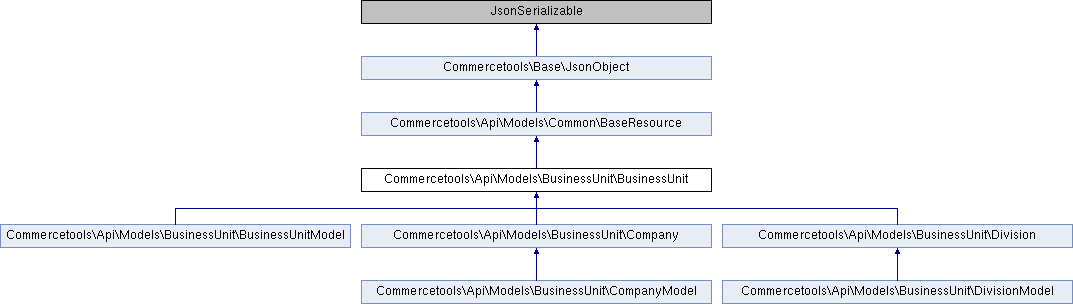 JsonSerializable
Commercetools\Base\JsonObject
Commercetools\Api\Models\Common\BaseResource
Commercetools\Api\Models\BusinessUnit\BusinessUnit
Commercetools\Api\Models\BusinessUnit\BusinessUnitModel
Commercetools\Api\Models\BusinessUnit\Company
Commercetools\Api\Models\BusinessUnit\Division
Commercetools\Api\Models\BusinessUnit\CompanyModel
Commercetools\Api\Models\BusinessUnit\DivisionModel